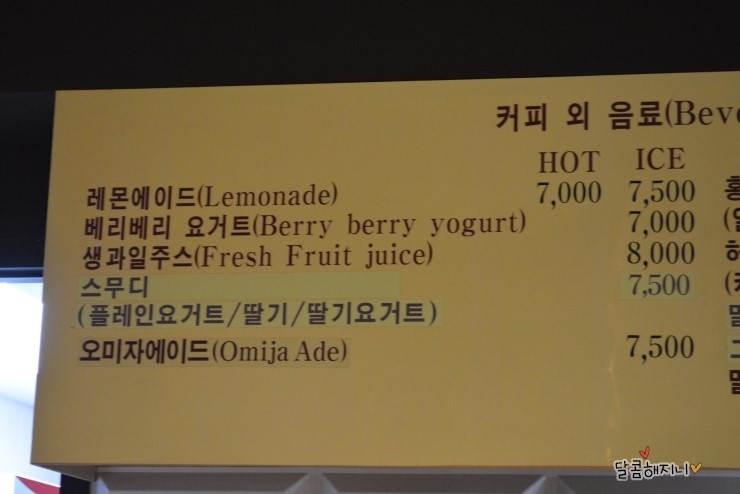 커피 외 음료(Beve
HOT ICE
레몬에이드(Lemonade) 7,000 7,500
베리베리 요거트(Berry berry yogurt) 7,000
생과일주스(Fresh Fruit juice) 8,000
스무디 7,500
(플레인요거트/딸기/딸기요거트)
오미자에이드(Omija Ade) 7,500
달콤해지니